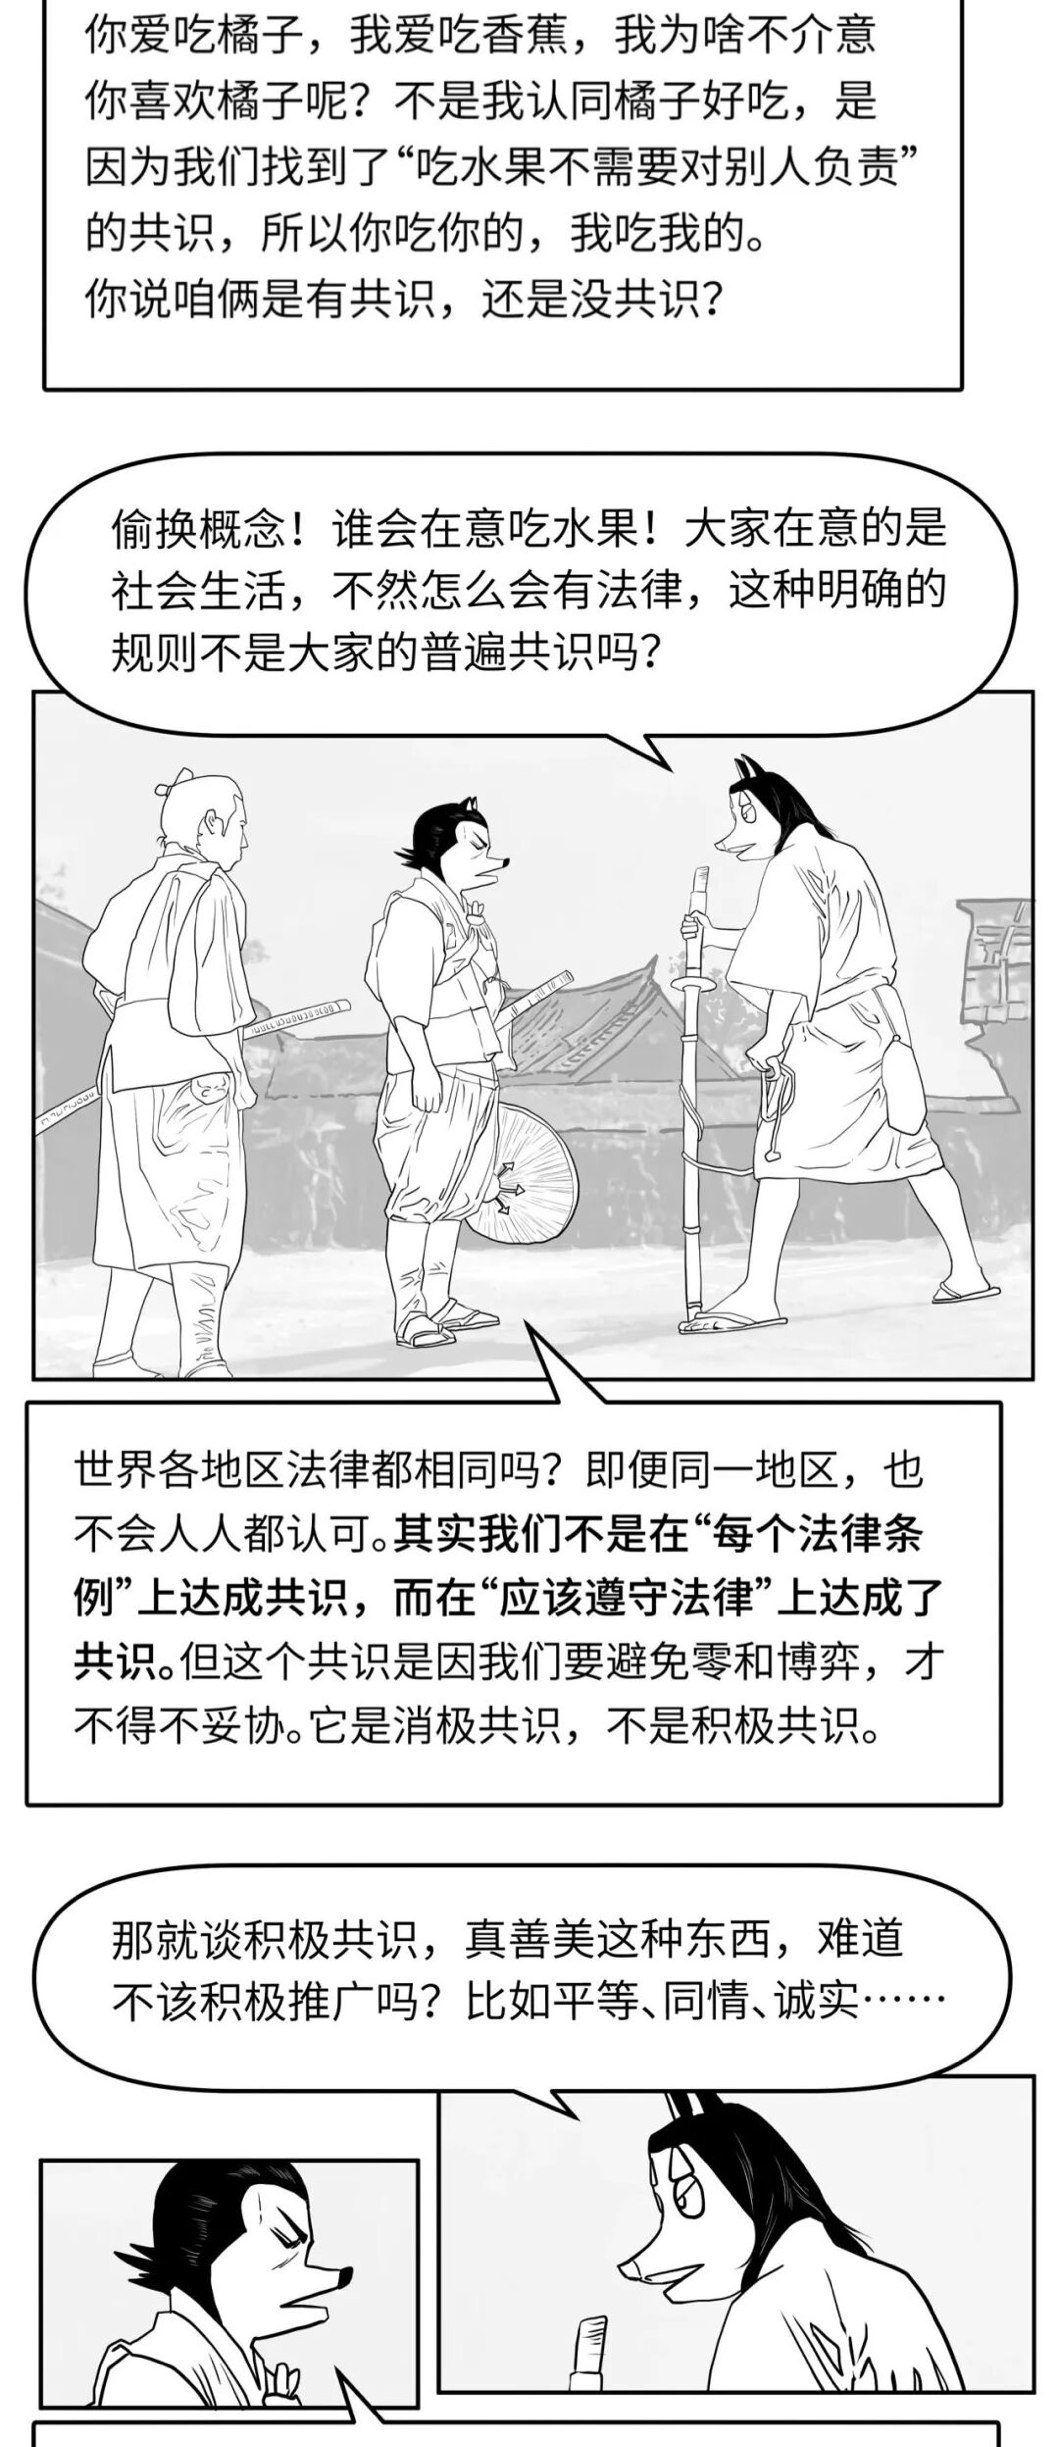 你爱吃橘子，我爱吃香蕉，我为啥不介意
你喜欢橘子呢？不是我认同橘子好吃，是
因为我们找到了“吃水果不需要对别人负责”
的共识，所以你吃你的，我吃我的。
你说咱俩是有共识，还是没共识？
偷换概念！谁会在意吃水果！大家在意的是
社会生活，不然怎么会有法律，这种明确的
规则不是大家的普遍共识吗？
世界各地区法律都相同吗？即便同一地区，也
不会人人都认可。其实我们不是在“每个法律条
例”上达成共识，而在“应该遵守法律”上达成了
共识。但这个共识是因我们要避免零和博弈，才
不得不妥协。它是消极共识，不是积极共识。
那就谈积极共识，真善美这种东西，难道
不该积极推广吗？比如平等、同情、诚实……